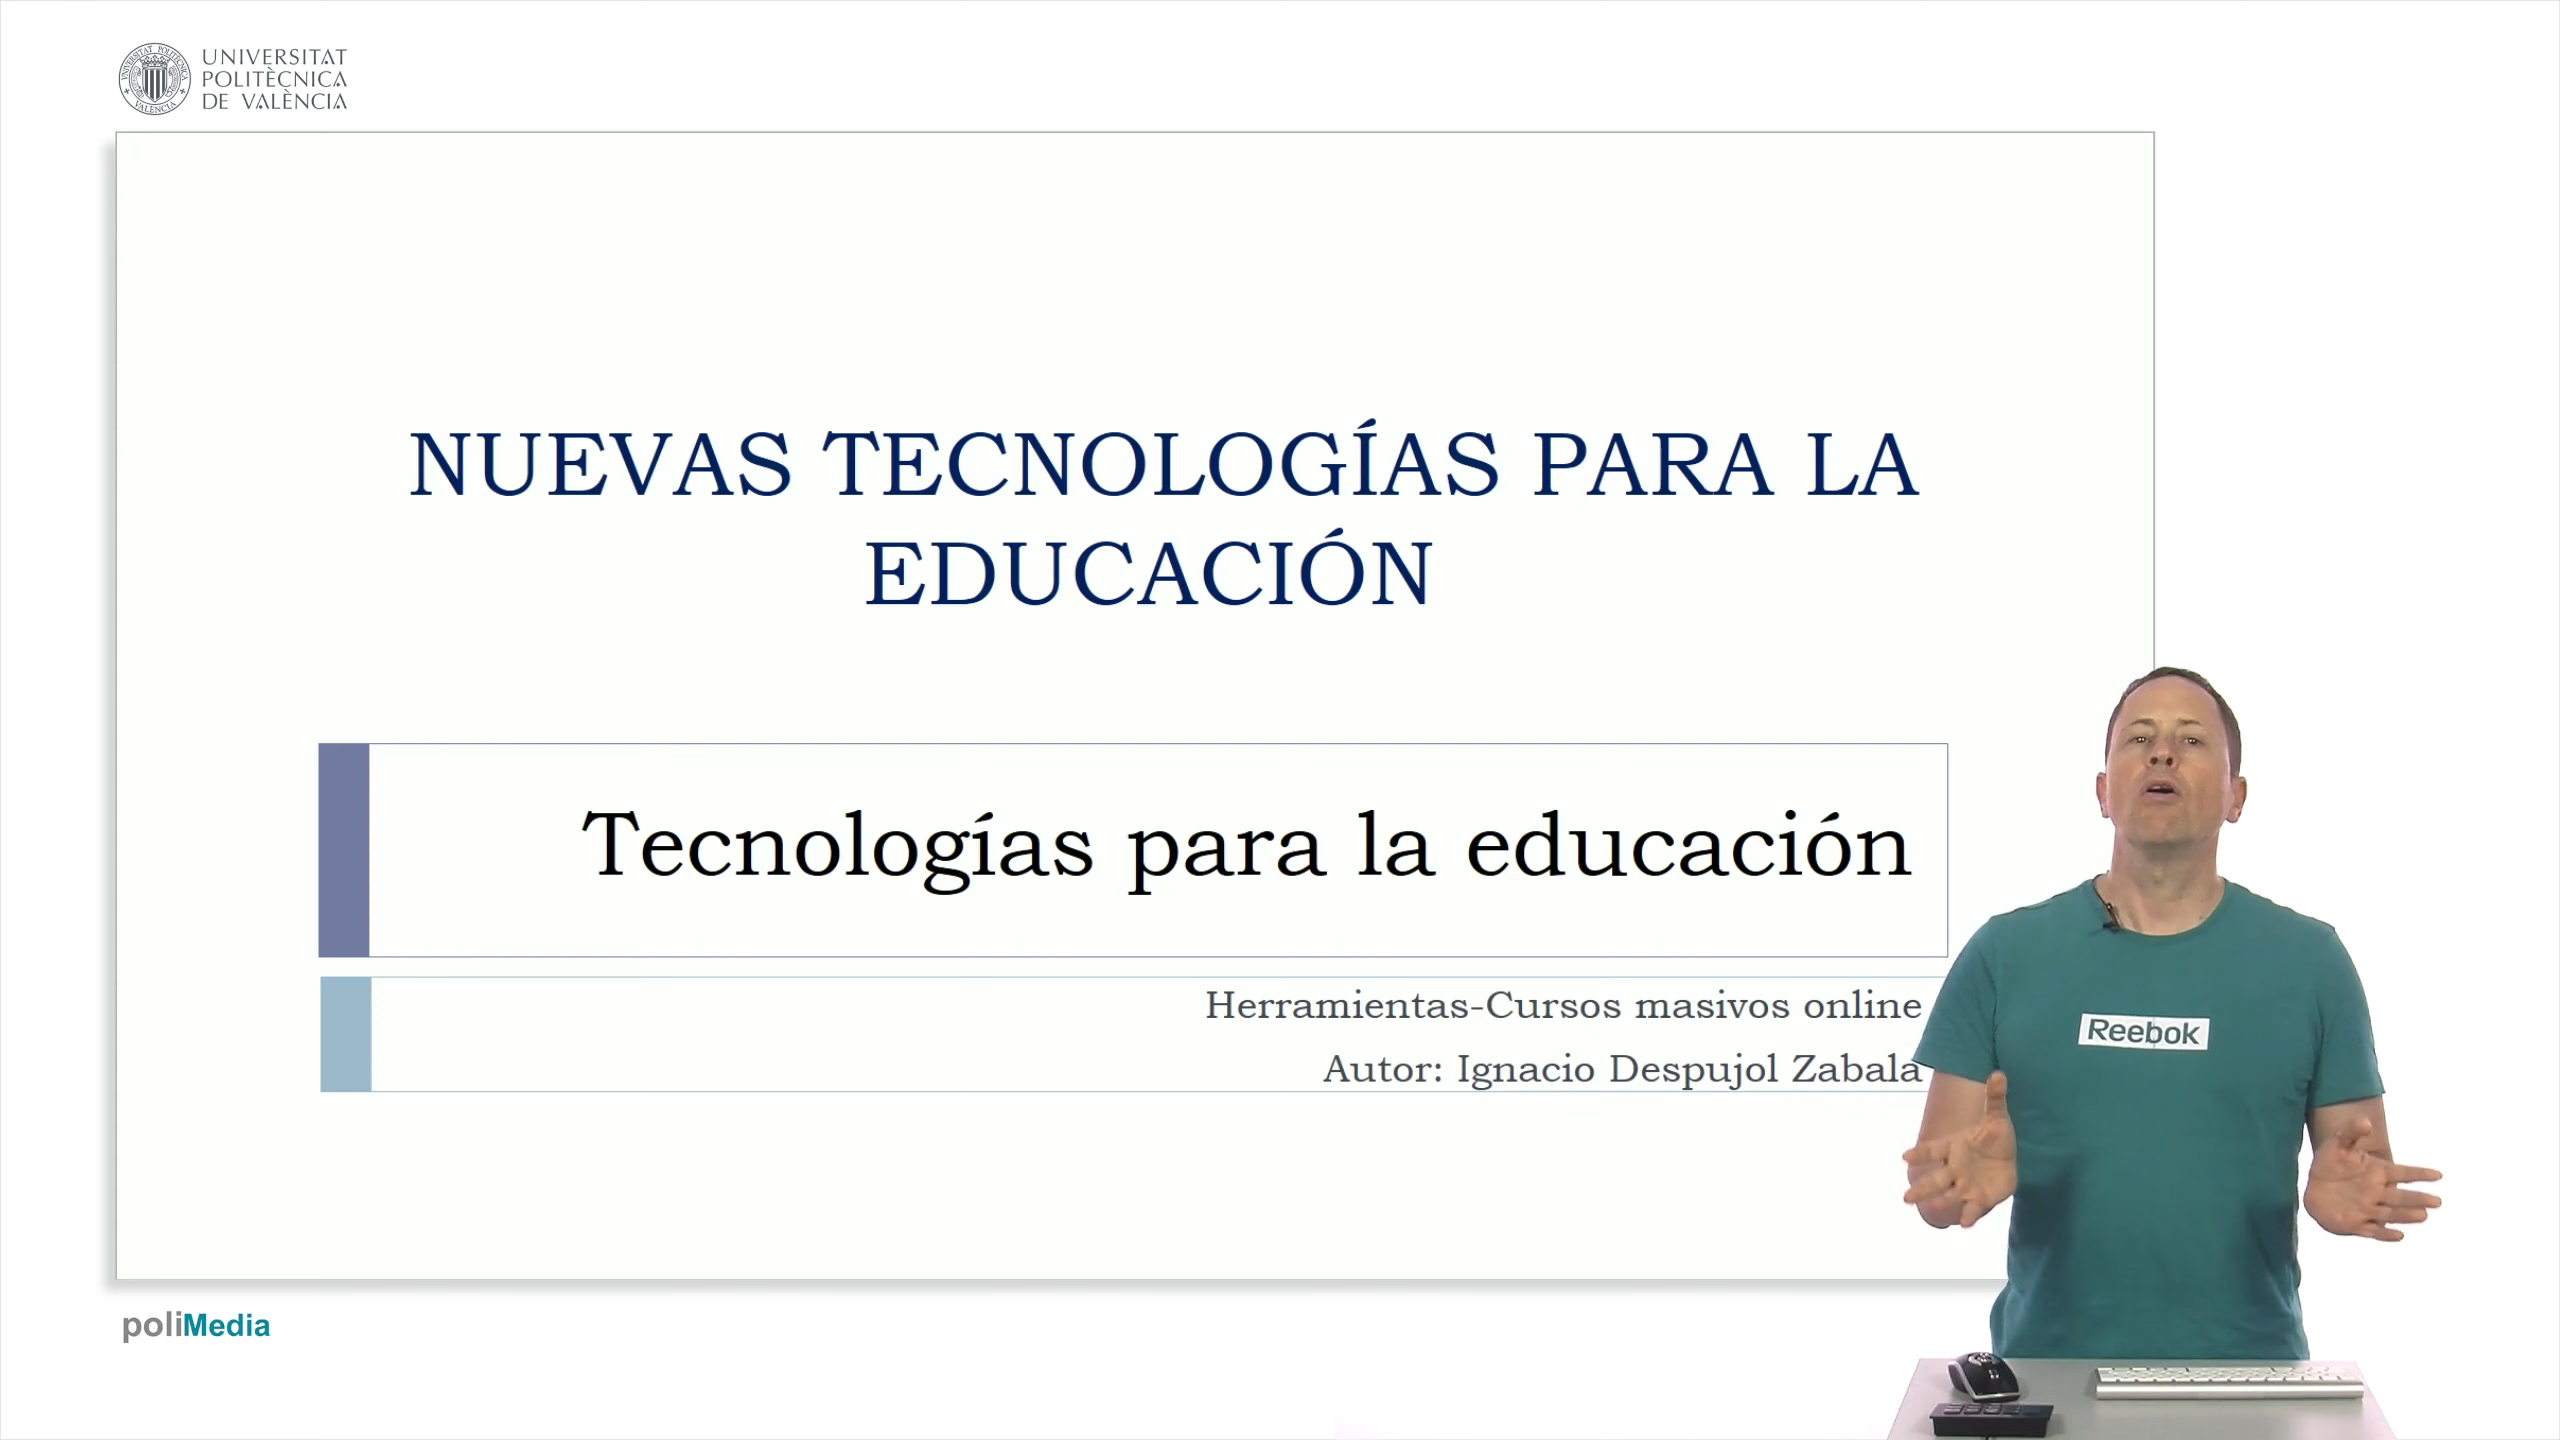 UNIVERSITAT
POLITÈCNICA
DE VALÈNCIA
NUEVAS TECNOLOGÍAS PARA LA
EDUCACIÓN
Tecnologías para la educación
Herramientas-Cursos masivos online
Autor: Ignacio Despujol Zabala
Reebok
poliMedia